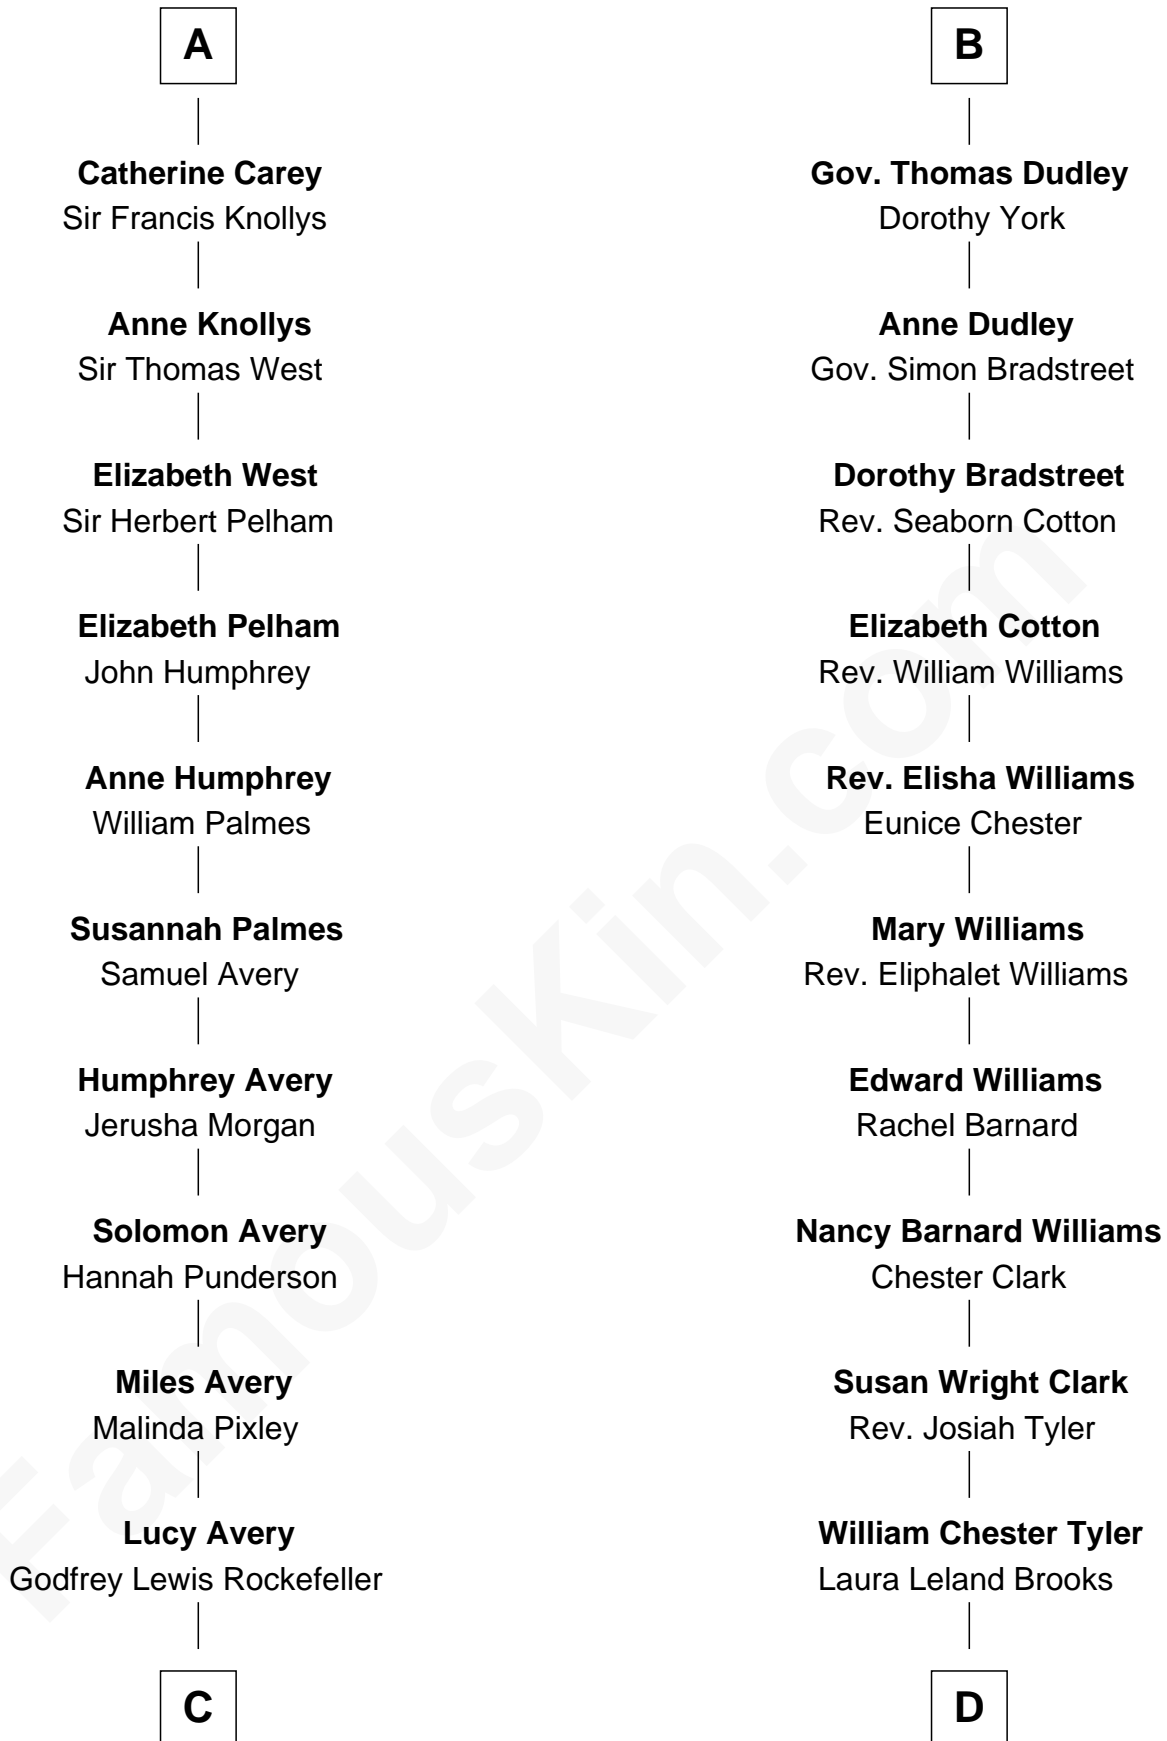 A
Catherine Carey
Sir Francis Knollys
Anne Knollys
Sir Thomas West
Elizabeth West
Sir Herbert Pelham
Elizabeth Pelham
John Humphrey
Anne Humphrey
William Palmes
Susannah Palmes
Samuel Avery
Humphrey Avery
Jerusha Morgan
Solomon Avery
Hannah Punderson
Miles Avery
Malinda Pixley
Lucy Avery
Godfrey Lewis Rockefeller
C
B
Gov. Thomas Dudley
Dorothy York
Anne Dudley
Gov. Simon Bradstreet
Dorothy Bradstreet
Rev. Seaborn Cotton
Elizabeth Cotton
Rev. William Williams
Rev. Elisha Williams
Eunice Chester
Mary Williams
Rev. Eliphalet Williams
Edward Williams
Rachel Barnard
Nancy Barnard Williams
Chester Clark
Susan Wright Clark
Rev. Josiah Tyler
William Chester Tyler
Laura Leland Brooks
D
FamousKin.com